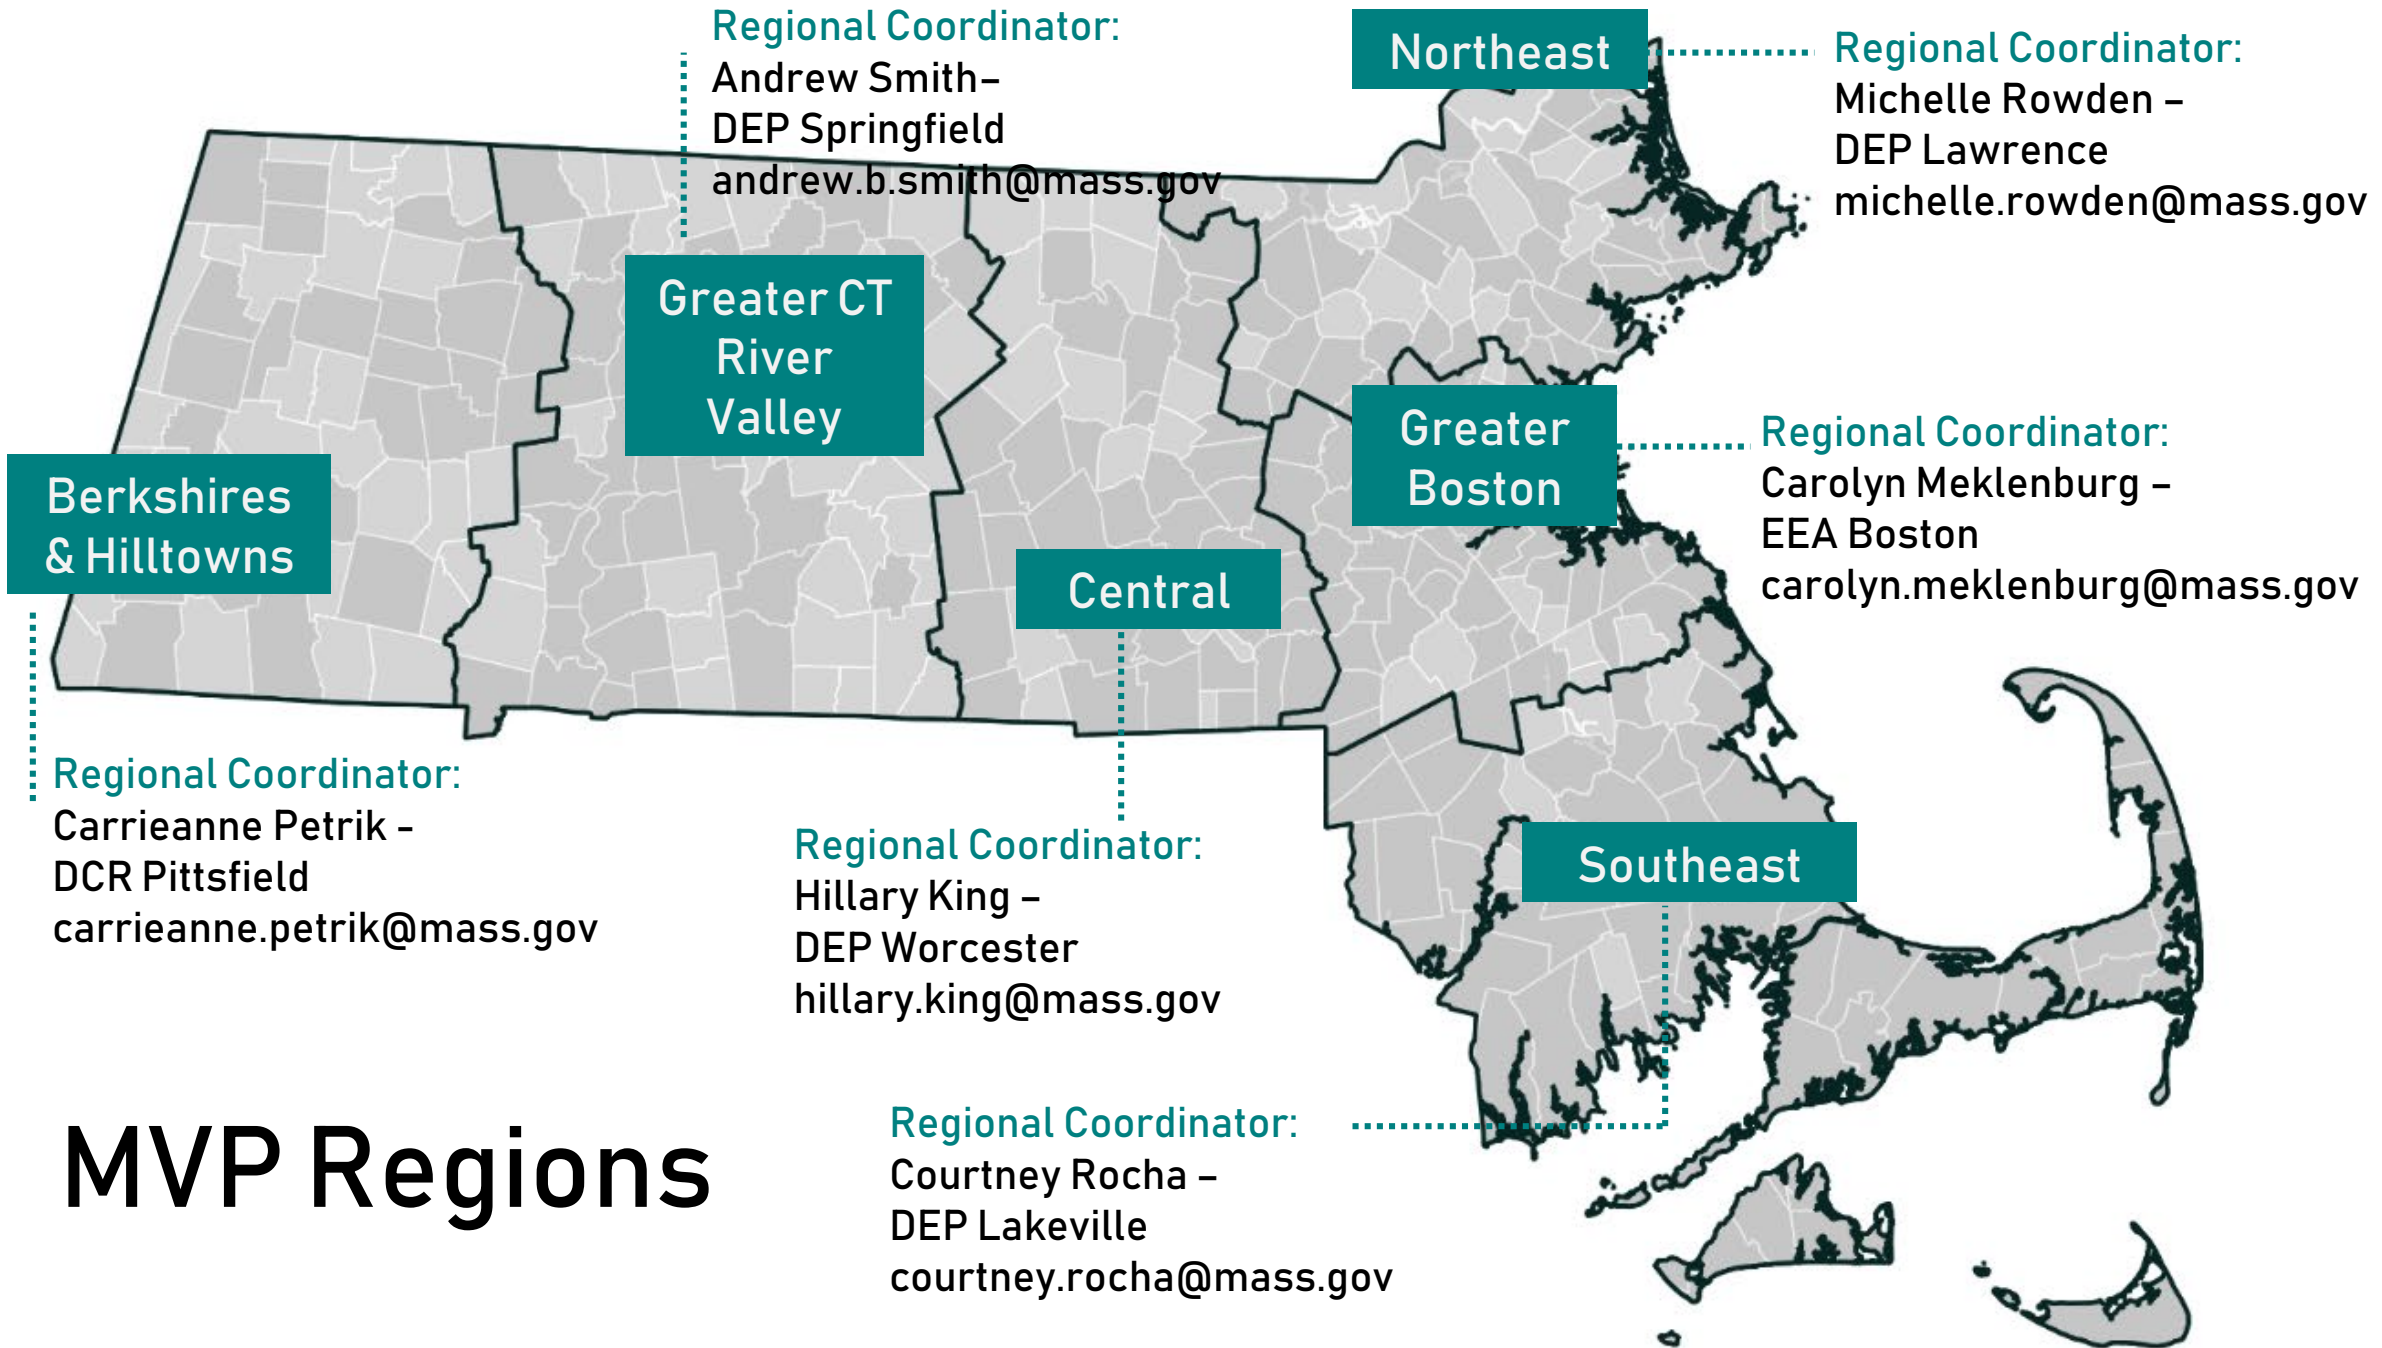 Regional Coordinator:
Andrew Smith–
DEP Springfield
andrew.b.smith@mass.gov
Northeast
Regional Coordinator:
Michelle Rowden –
DEP Lawrence
michelle.rowden@mass.gov
Greater CT
River
Valley
Greater
Boston
Regional Coordinator:
Carolyn Meklenburg –
EEA Boston
carolyn.meklenburg@mass.gov
Berkshires
& Hilltowns
Central
Regional Coordinator:
Carrieanne Petrik -
DCR Pittsfield
carrieanne.petrik@mass.gov
Regional Coordinator:
Hillary King –
DEP Worcester
hillary.king@mass.gov
Southeast
Regional Coordinator:
Courtney Rocha –
DEP Lakeville
courtney.rocha@mass.gov
MVP Regions